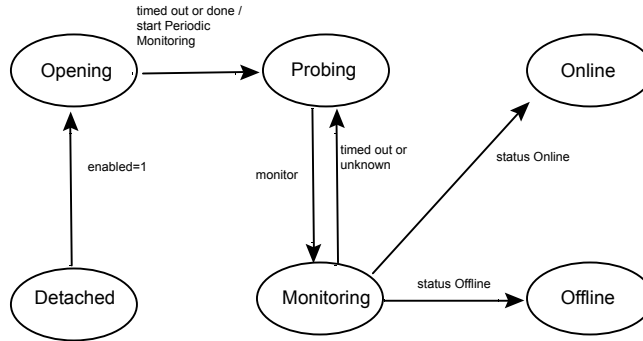 timed out or done /
start Periodic
Monitoring
Opening
Probing
Online
enabled=1
monitor
timed out or
unknown
status Online
Detached
Monitoring
status Offline
Offline